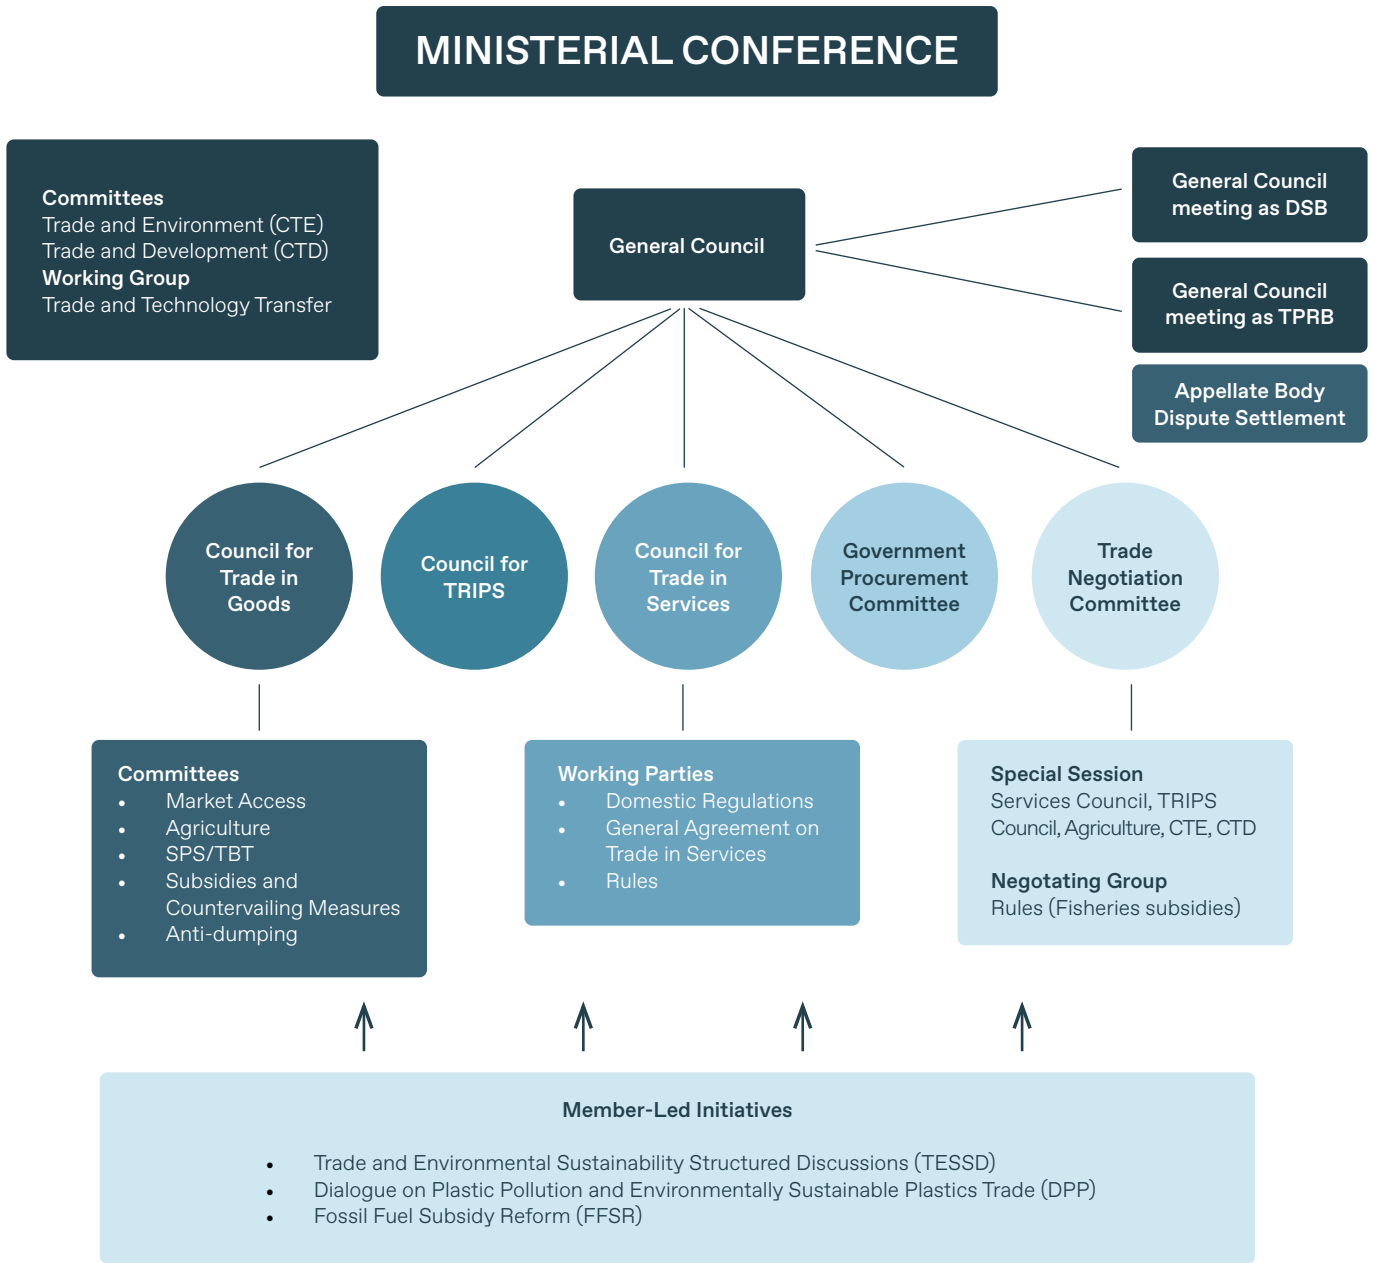 MINISTERIAL CONFERENCE
Committees
Trade and Environment (CTE)
Trade and Development (CTD)
Working Group
Trade and Technology Transfer
General Council
General Council
meeting as DSB
General Council
meeting as TPRB
Appellate Body
Dispute Settlement
Council for
Trade in
Goods
Council for
TRIPS
Council for
Trade in
Services
Government
Procurement
Committee
Trade
Negotiation
Committee
Committees
• Market Access
• Agriculture
• SPS/TBT
• Subsidies and
Countervailing Measures
• Anti-dumping
Working Parties
• Domestic Regulations
• General Agreement on
Trade in Services
• Rules
Special Session
Services Council, TRIPS
Council, Agriculture, CTE, CTD
Negotating Group
Rules (Fisheries subsidies)
Member-Led Initiatives
• Trade and Environmental Sustainability Structured Discussions (TESSD)
• Dialogue on Plastic Pollution and Environmentally Sustainable Plastics Trade (DPP)
• Fossil Fuel Subsidy Reform (FFSR)